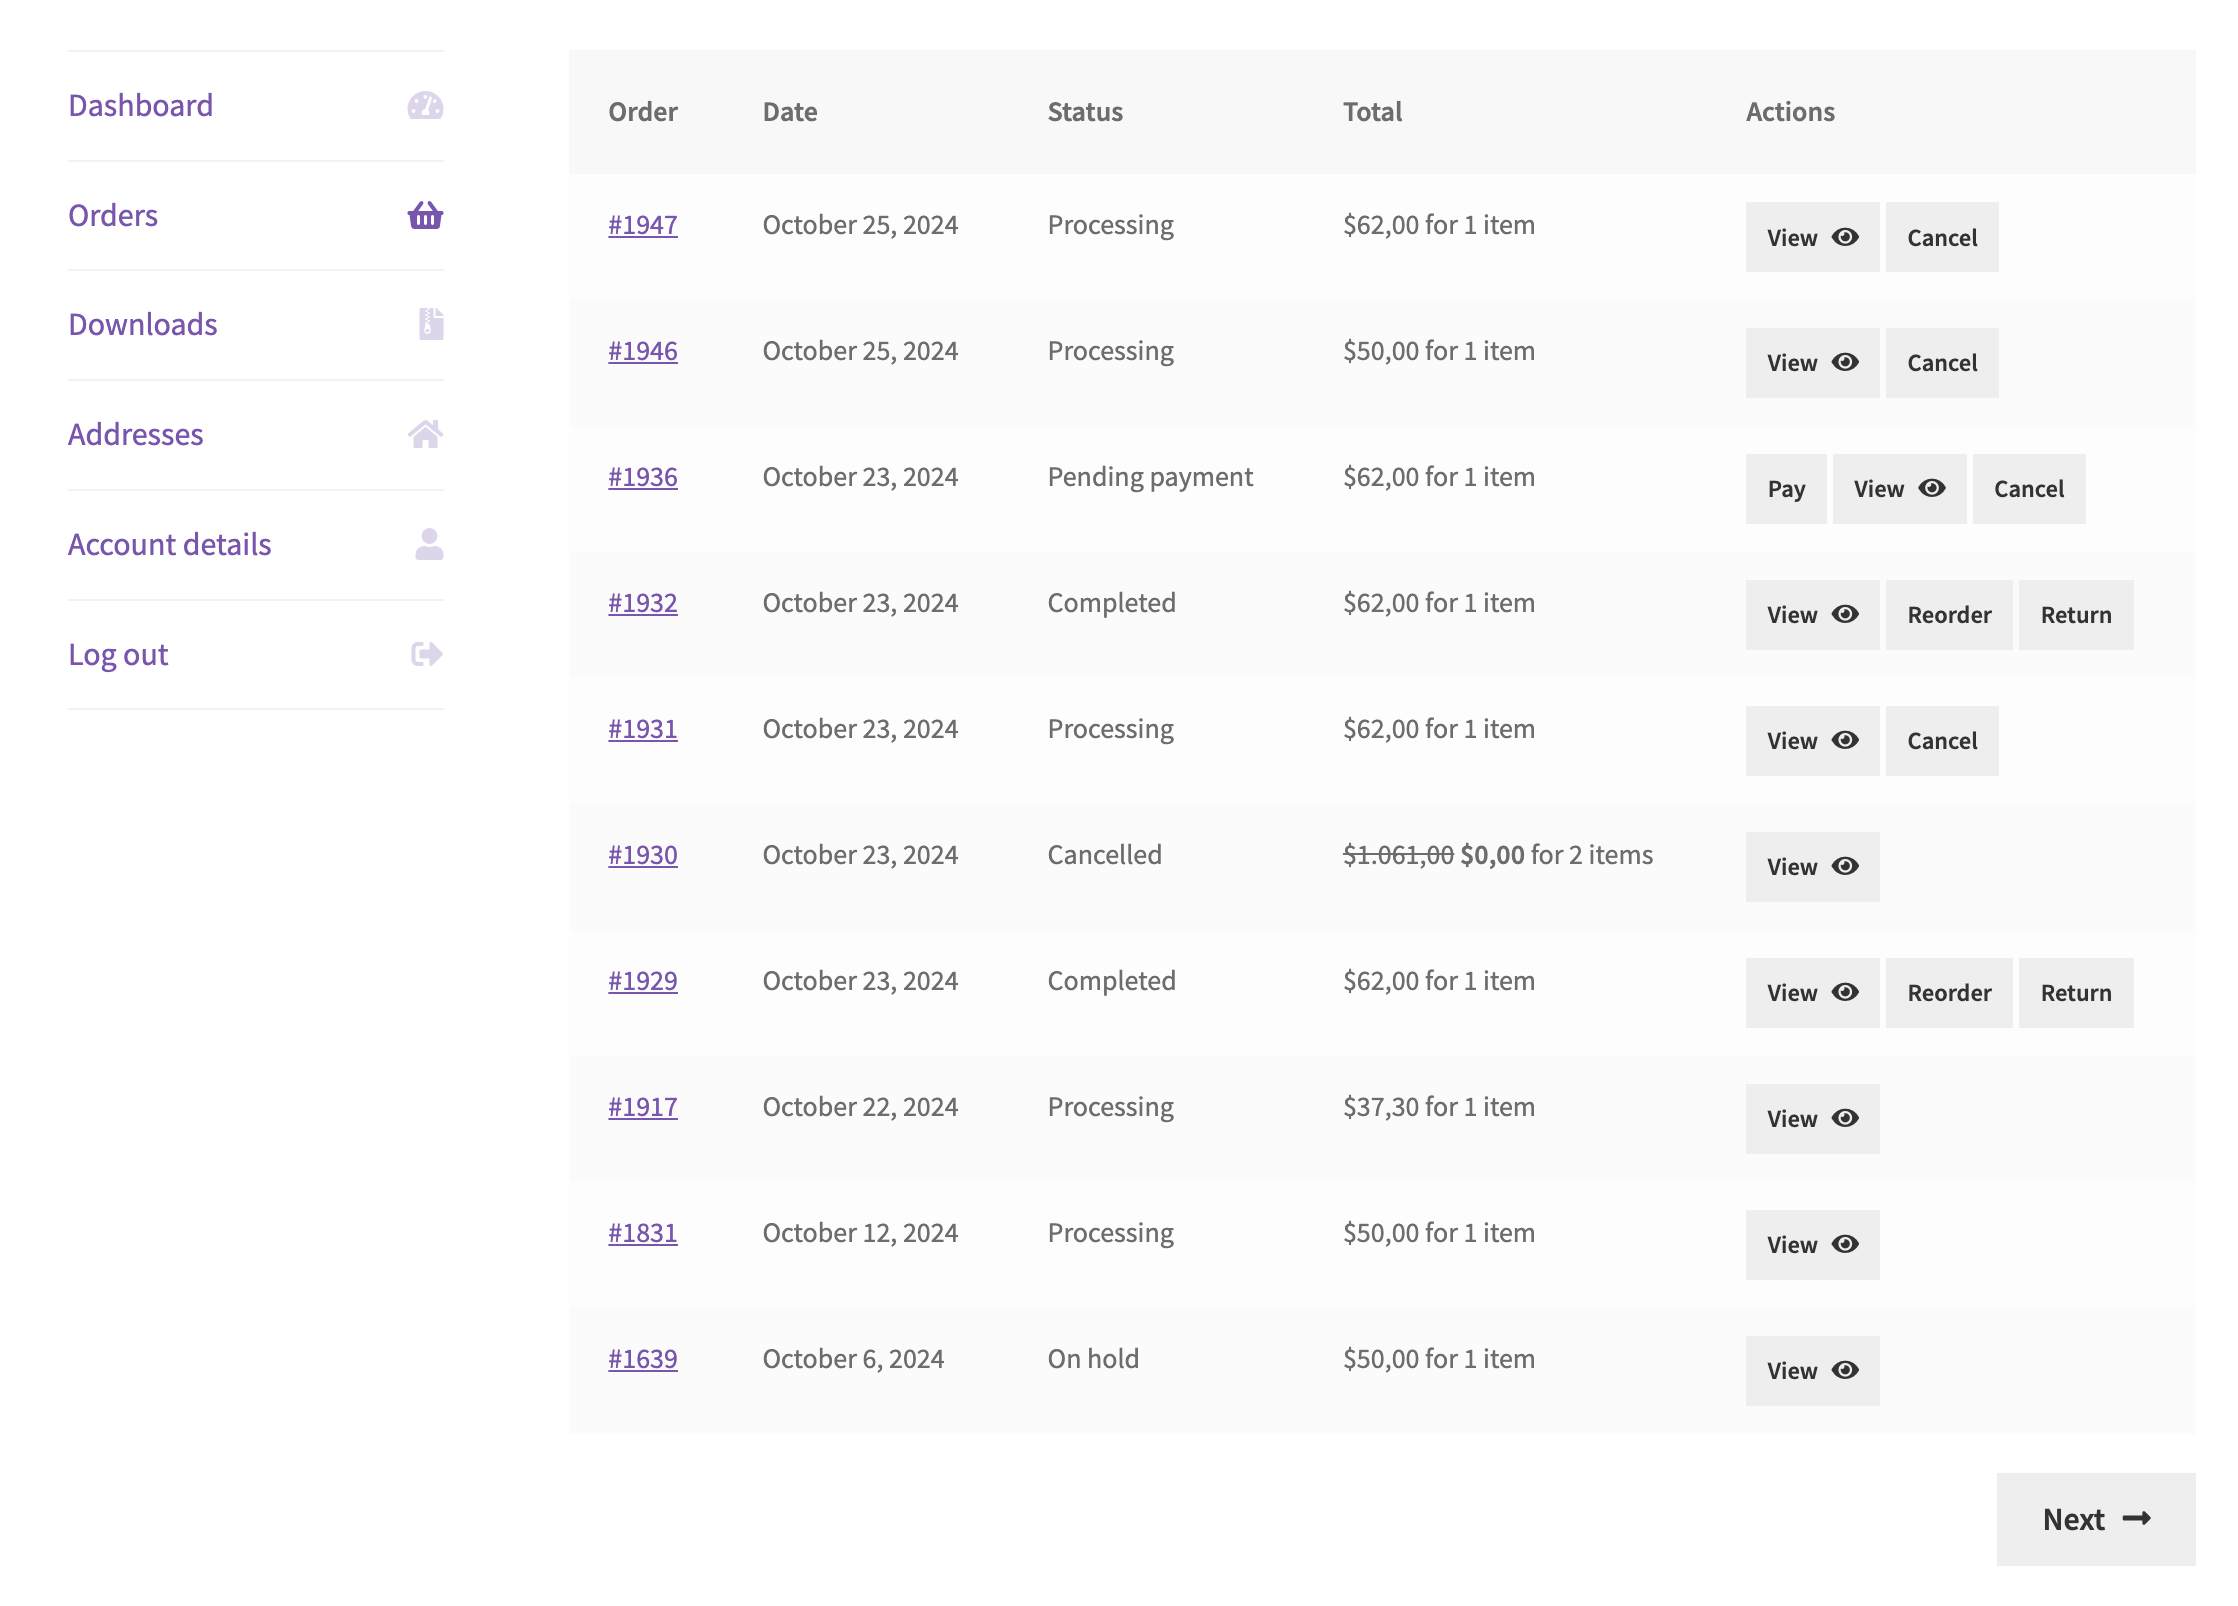 Dashboard
Orders
Downloads
Addresses
Account details
Log out
Order Date Status Total Actions
#1947 October 25, 2024 Processing $62,00 for 1 item View Cancel
#1946 October 25, 2024 Processing $50,00 for 1 item View Cancel
#1936 October 23, 2024 Pending payment $62,00 for 1 item Pay View Cancel
#1932 October 23, 2024 Completed $62,00 for 1 item View Reorder Return
#1931 October 23, 2024 Processing $62,00 for 1 item View Cancel
#1930 October 23, 2024 Cancelled $1.061,00 $0,00 for 2 items View
#1929 October 23, 2024 Completed $62,00 for 1 item View Reorder Return
#1917 October 22, 2024 Processing $37,30 for 1 item View
#1831 October 12, 2024 Processing $50,00 for 1 item View
#1639 October 6, 2024 On hold $50,00 for 1 item View
Next